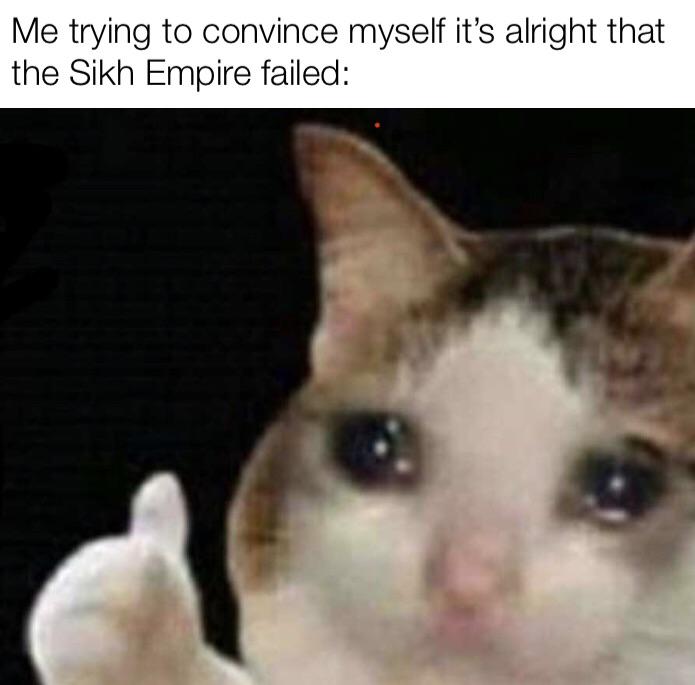 Me trying to convince myself it’s alright that
the Sikh Empire failed: